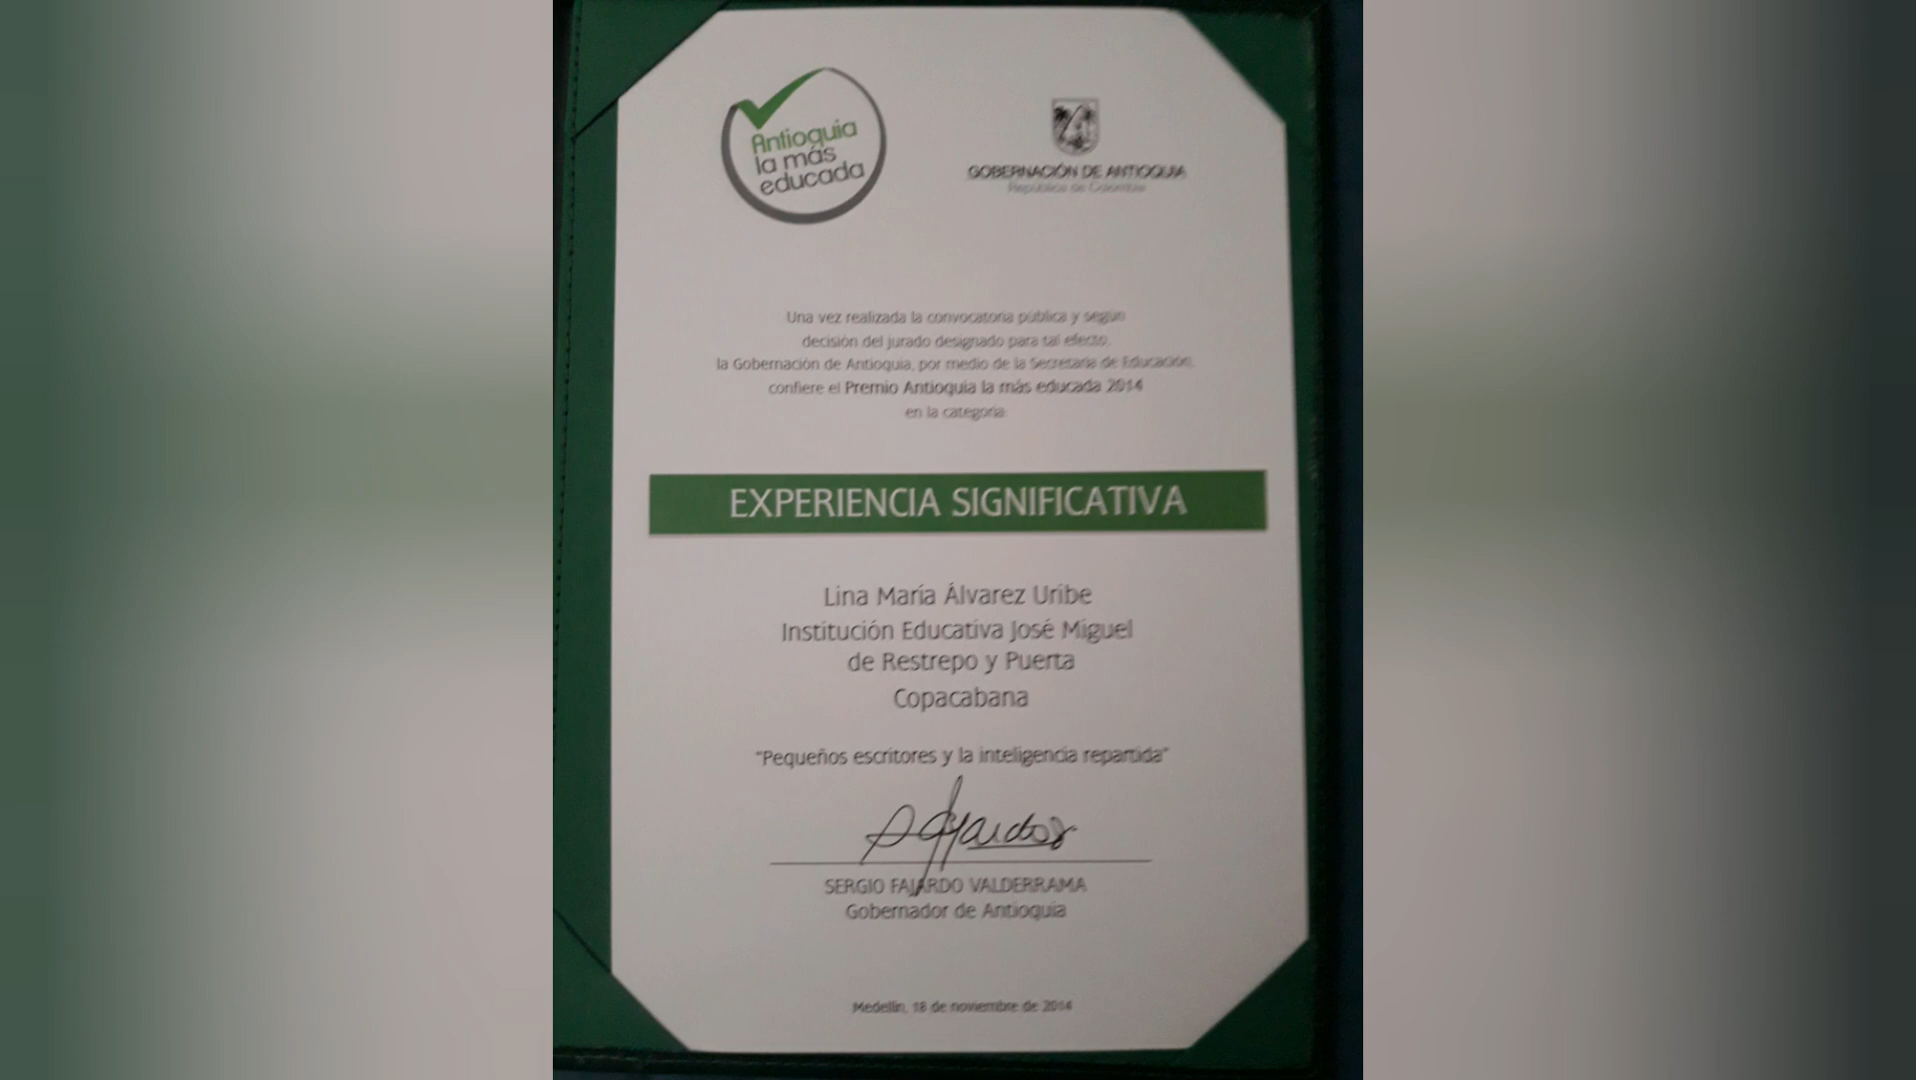 Antioquia
la más
educada
GOBERNACIÓN DE ANTIOQUIA
República de Colombia
Una vez realizada la convocatoria pública y según
decisión del jurado designado para tal efecto,
la Gobernación de Antioquia, por medio de la Secretaría de Educación,
confiere el Premio Antioquia la más educada 2014
en la categoría
EXPERIENCIA SIGNIFICATIVA
Lina María Álvarez Uribe
Institución Educativa José Miguel
de Restrepo y Puerta
Copacabana
"Pequeños escritores y la inteligencia repartida"
SERGIO FAJARDO VALDERRAMA
Gobernador de Antioquia
Medellín, 18 de noviembre de 2014